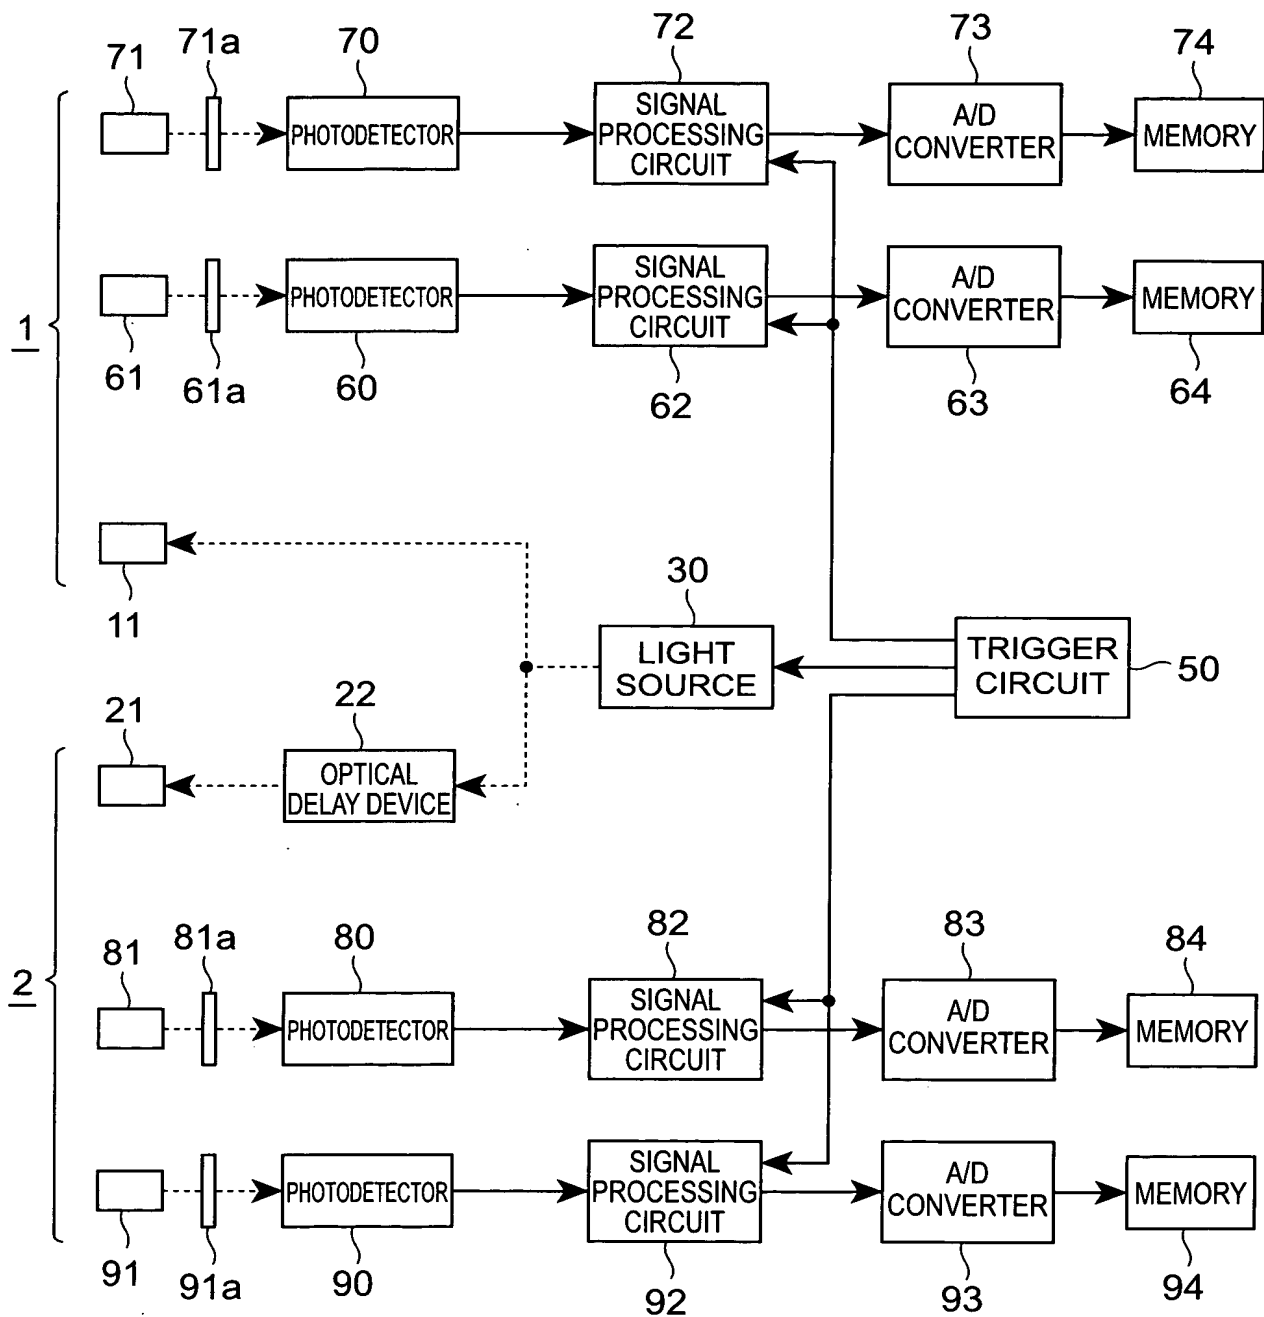 71
71a
70
72
73
74
PHOTODETECTOR
SIGNAL
PROCESSING
CIRCUIT
A/D
CONVERTER
MEMORY
1
PHOTODETECTOR
SIGNAL
PROCESSING
CIRCUIT
A/D
CONVERTER
MEMORY
61
61a
60
62
63
64
11
30
LIGHT
SOURCE
TRIGGER
CIRCUIT
50
21
22
OPTICAL
DELAY DEVICE
2
81
81a
80
82
83
84
PHOTODETECTOR
SIGNAL
PROCESSING
CIRCUIT
A/D
CONVERTER
MEMORY
PHOTODETECTOR
SIGNAL
PROCESSING
CIRCUIT
A/D
CONVERTER
MEMORY
91
91a
90
92
93
94